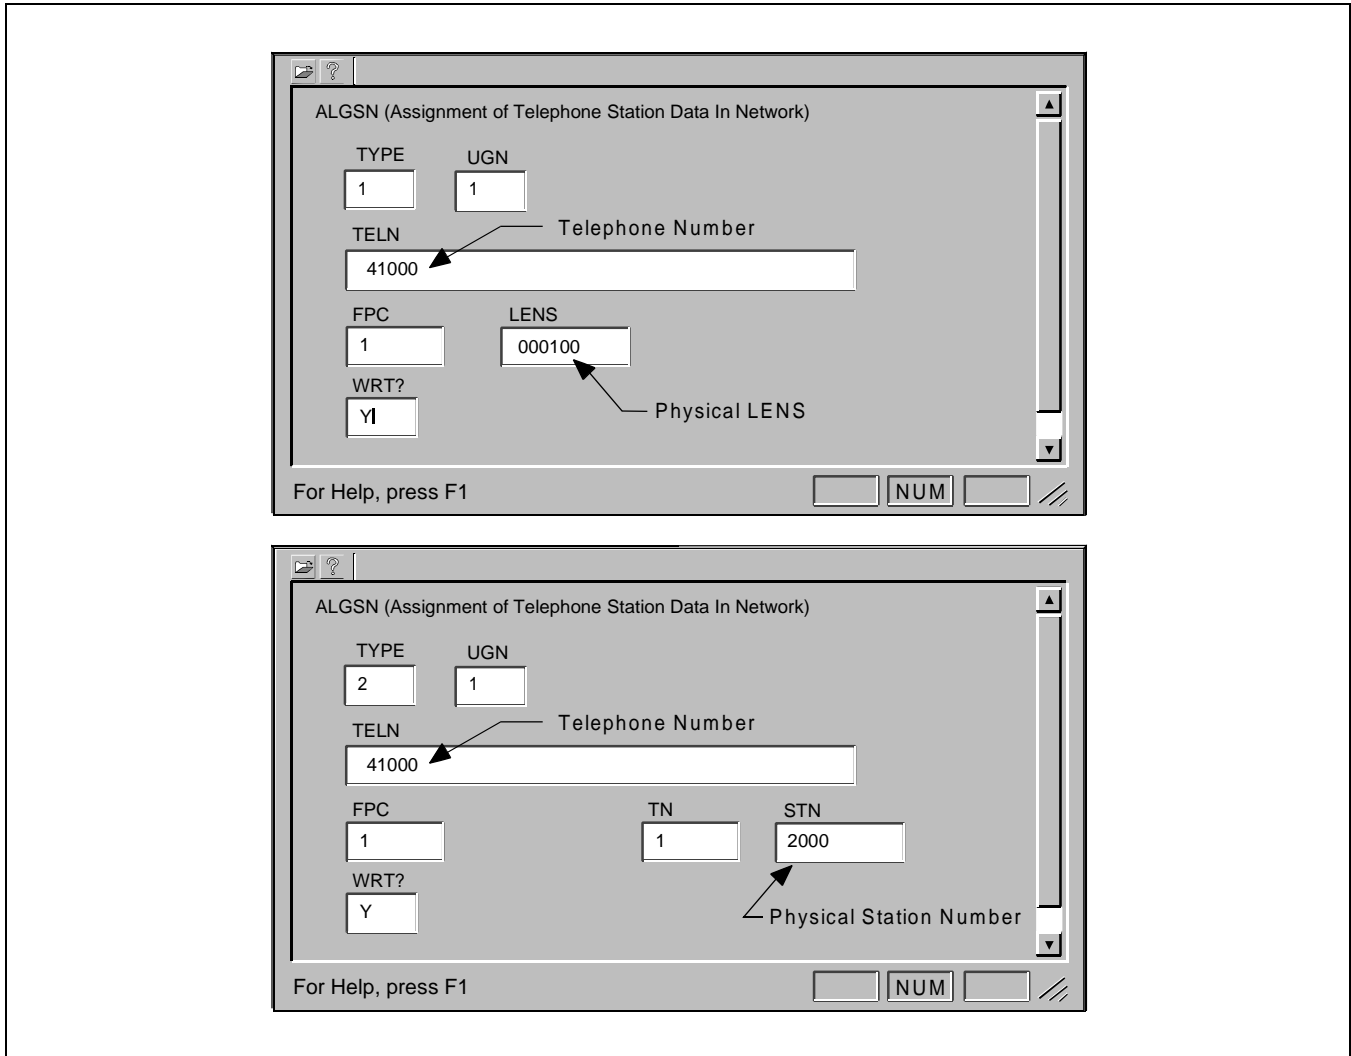 ALGSN (Assignment of Telephone Station Data In Network)
TYPE UGN
1 1
Telephone Number
TELN
41000
FPC LENS
1 000100
WRT?
Y
Physical LENS
For Help, press F1 NUM
ALGSN (Assignment of Telephone Station Data In Network)
TYPE UGN
2 1
Telephone Number
TELN
41000
FPC TN STN
1 1 2000
WRT?
Y
Physical Station Number
For Help, press F1 NUM